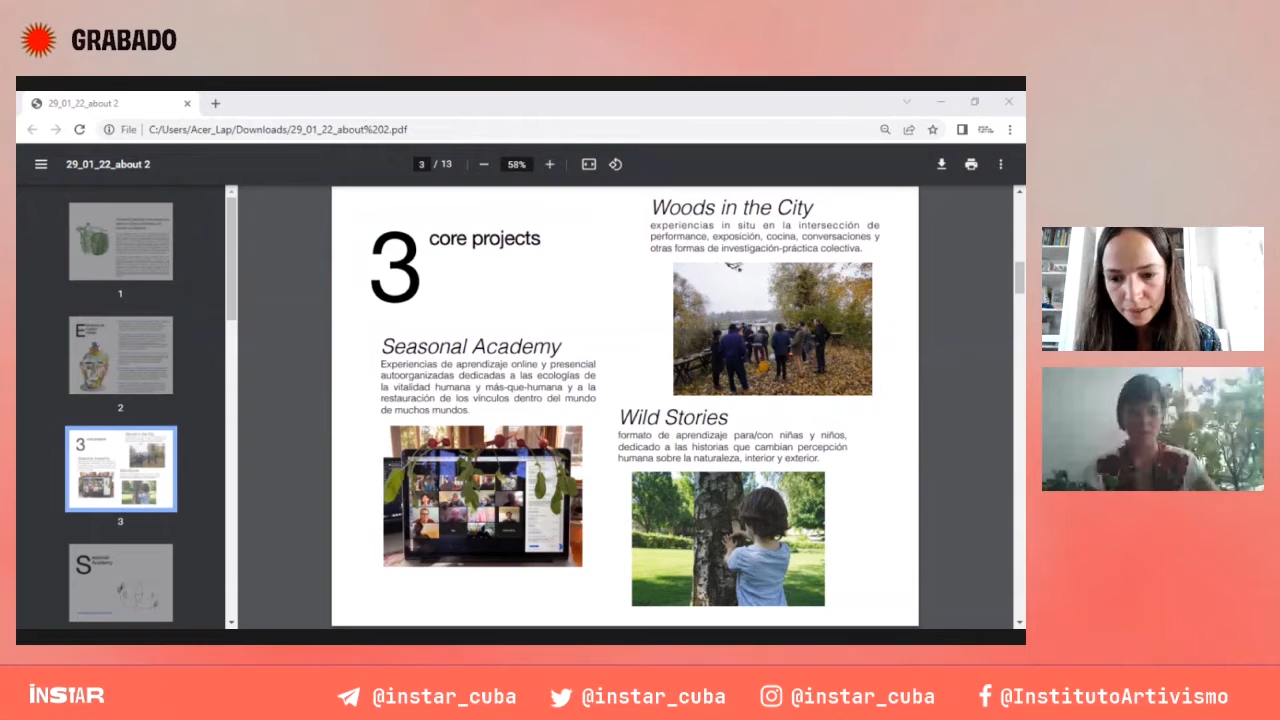 GRABADO
29_01_22_about 2
File
C:/Users/Acer_Lap/Downloads/29_01_22_about%202.pdf
29_01_22_about 2
3 / 13
58%
1
2
3
3 core projects
Seasonal Academy
Experiencias de aprendizaje online y presencial
autoorganizadas dedicadas a las ecologías de
la vitalidad humana y más-que-humana y a la
restauración de los vínculos dentro del mundo
de muchos mundos.
Woods in the City
experiencias in situ en la intersección de
performance, exposición, cocina, conversaciones y
otras formas de investigación-práctica colectiva.
Wild Stories
formato de aprendizaje para/con niñas y niños,
dedicado a las historias que cambian percepción
humana sobre la naturaleza, interior y exterior.
INSTAR
@instar_cuba
@instar_cuba
@instar_cuba
@InstitutoArtivismo